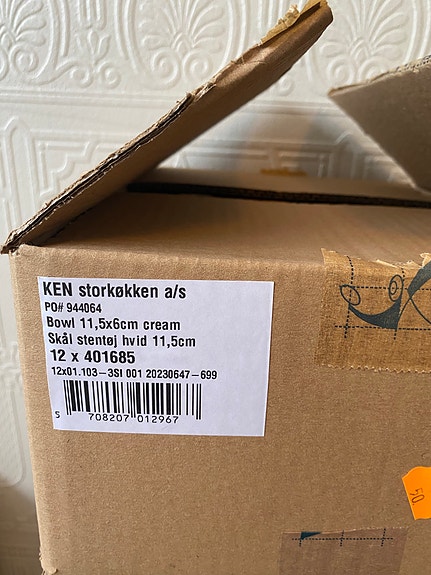 KEN storkøkken a/s
PO# 944064
Bowl 11,5x6cm cream
Skål stentøj hvid 11,5cm
12 x 401685
12x01.103-3SI 001 20230647-699
5 708207 012967
50